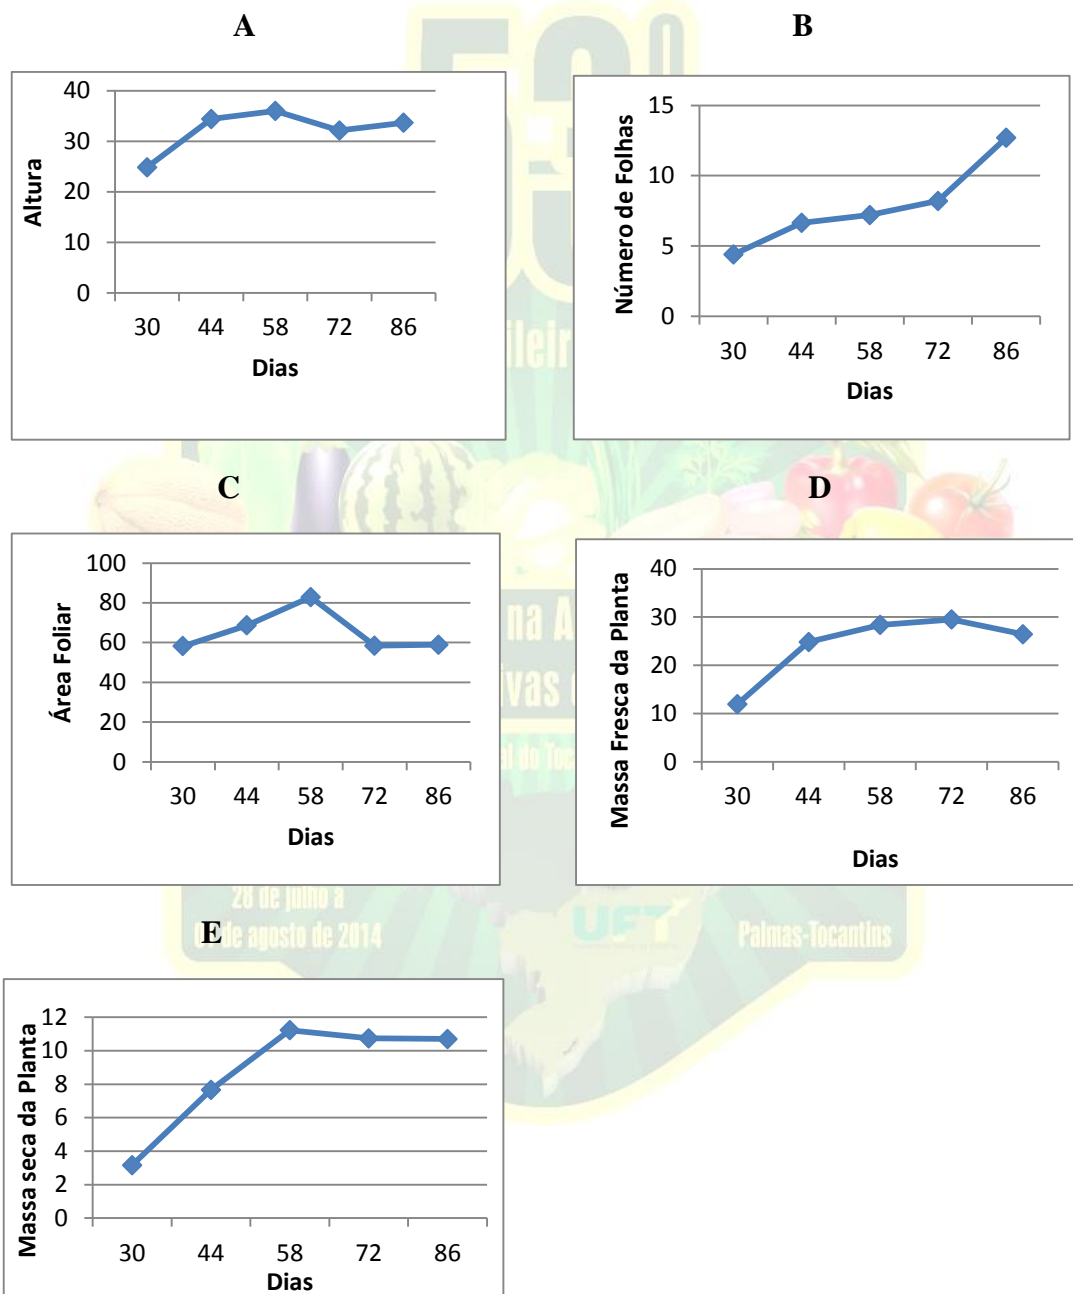 A
B
40
30
20
10
0
Altura
30 44 58 72 86
Dias
15
10
5
0
Número de Folhas
30 44 58 72 86
Dias
C
D
100
80
60
40
20
0
Área Foliar
30 44 58 72 86
Dias
40
30
20
10
0
Massa Fresca da Planta
30 44 58 72 86
Dias
28 de julho a
de agosto de 2014
UFT
Palmas-Tocantins
E
12
10
8
6
4
2
0
Massa seca da Planta
30 44 58 72 86
Dias